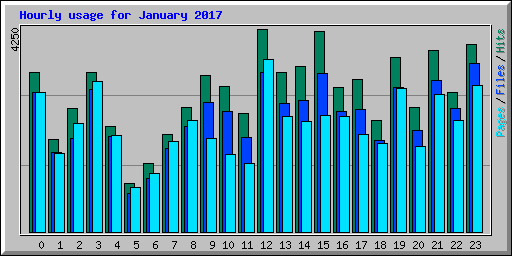 Hourly usage for January 2017
4250
Pages/Files/Hits
0 1 2 3 4 5 6 7 8 9 10 11 12 13 14 15 16 17 18 19 20 21 22 23